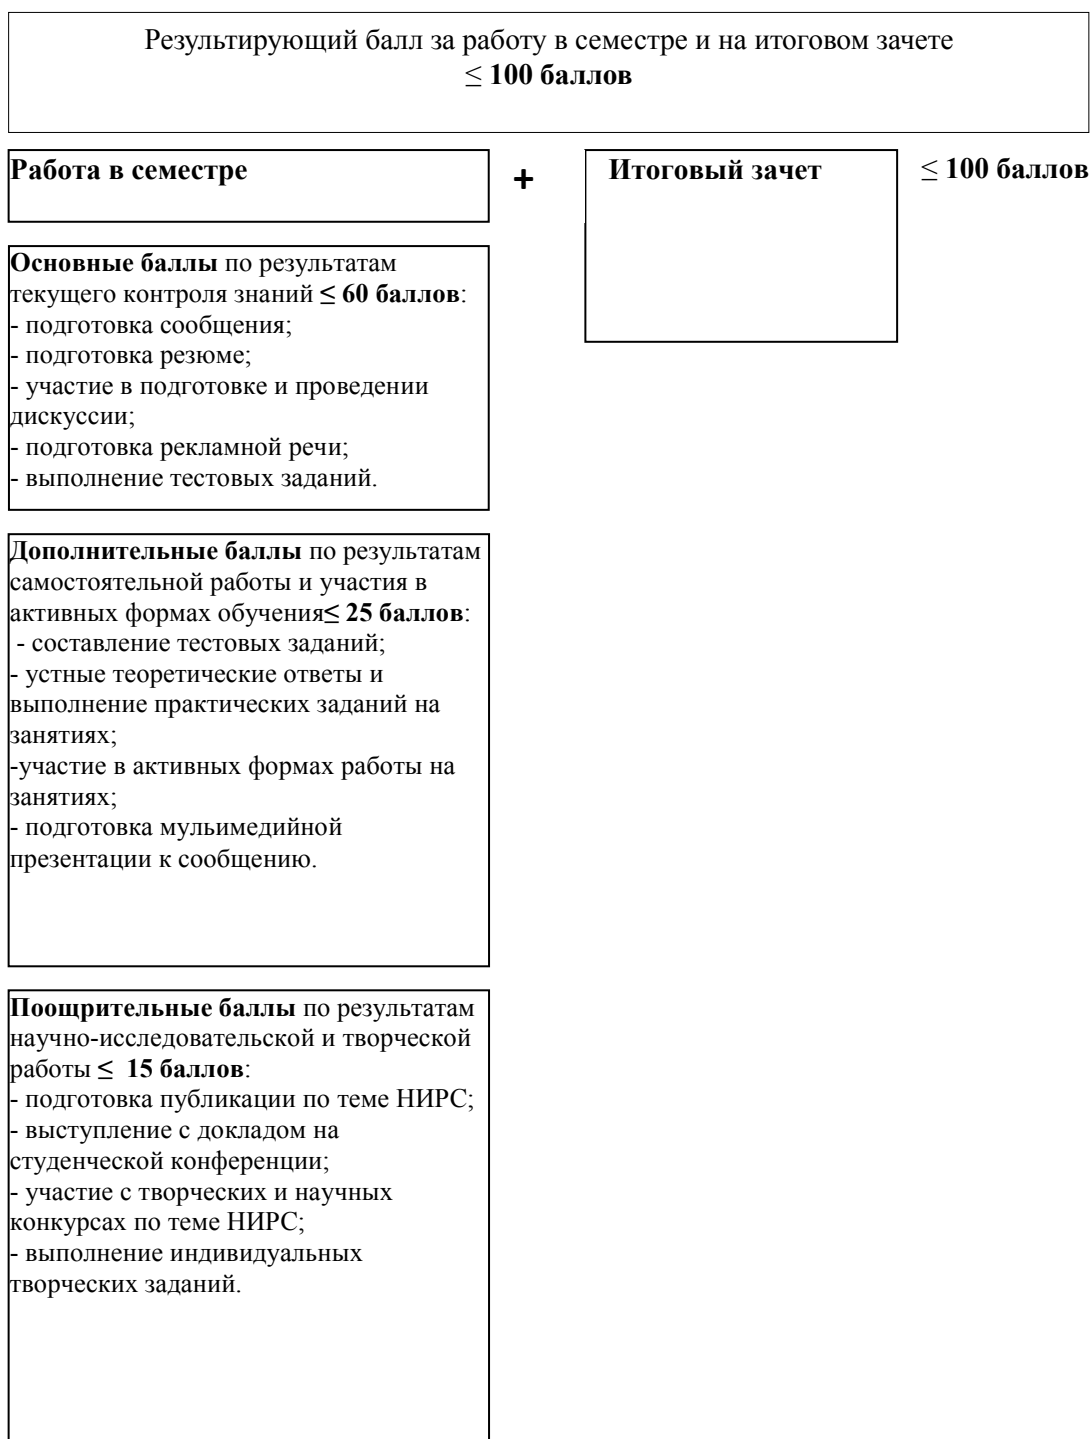 Результирующий балл за работу в семестре и на итоговом зачете
≤ 100 баллов
Работа в семестре
+
Итоговый зачет
≤ 100 баллов
Основные баллы по результатам
текущего контроля знаний ≤ 60 баллов:
- подготовка сообщения;
- подготовка резюме;
- участие в подготовке и проведении
дискуссии;
- подготовка рекламной речи;
- выполнение тестовых заданий.
Дополнительные баллы по результатам
самостоятельной работы и участия в
активных формах обучения≤ 25 баллов:
- составление тестовых заданий;
- устные теоретические ответы и
выполнение практических заданий на
занятиях;
-участие в активных формах работы на
занятиях;
- подготовка мульимедийной
презентации к сообщению.
Поощрительные баллы по результатам
научно-исследовательской и творческой
работы ≤ 15 баллов:
- подготовка публикации по теме НИРС;
- выступление с докладом на
студенческой конференции;
- участие с творческих и научных
конкурсах по теме НИРС;
- выполнение индивидуальных
творческих заданий.